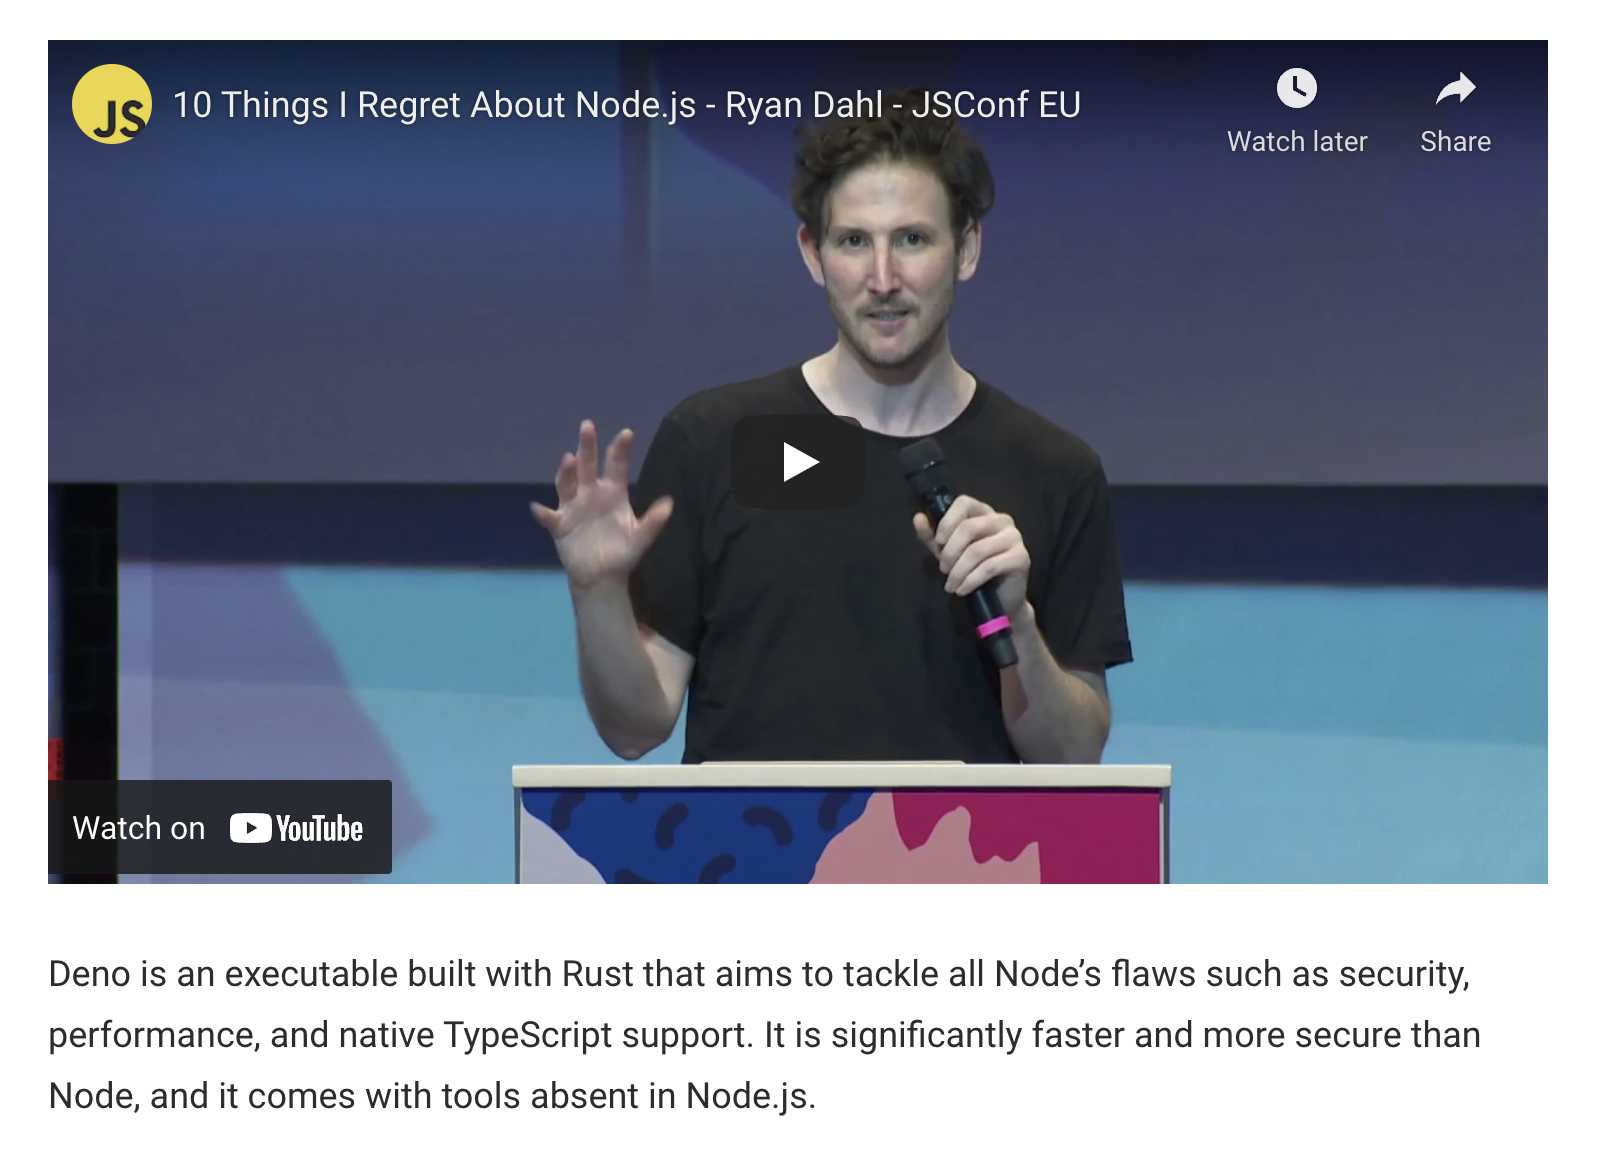 JS
10 Things I Regret About Node.js - Ryan Dahl - JSConf EU
Watch later
Share
Watch on YouTube
Deno is an executable built with Rust that aims to tackle all Node’s flaws such as security,
performance, and native TypeScript support. It is significantly faster and more secure than
Node, and it comes with tools absent in Node.js.